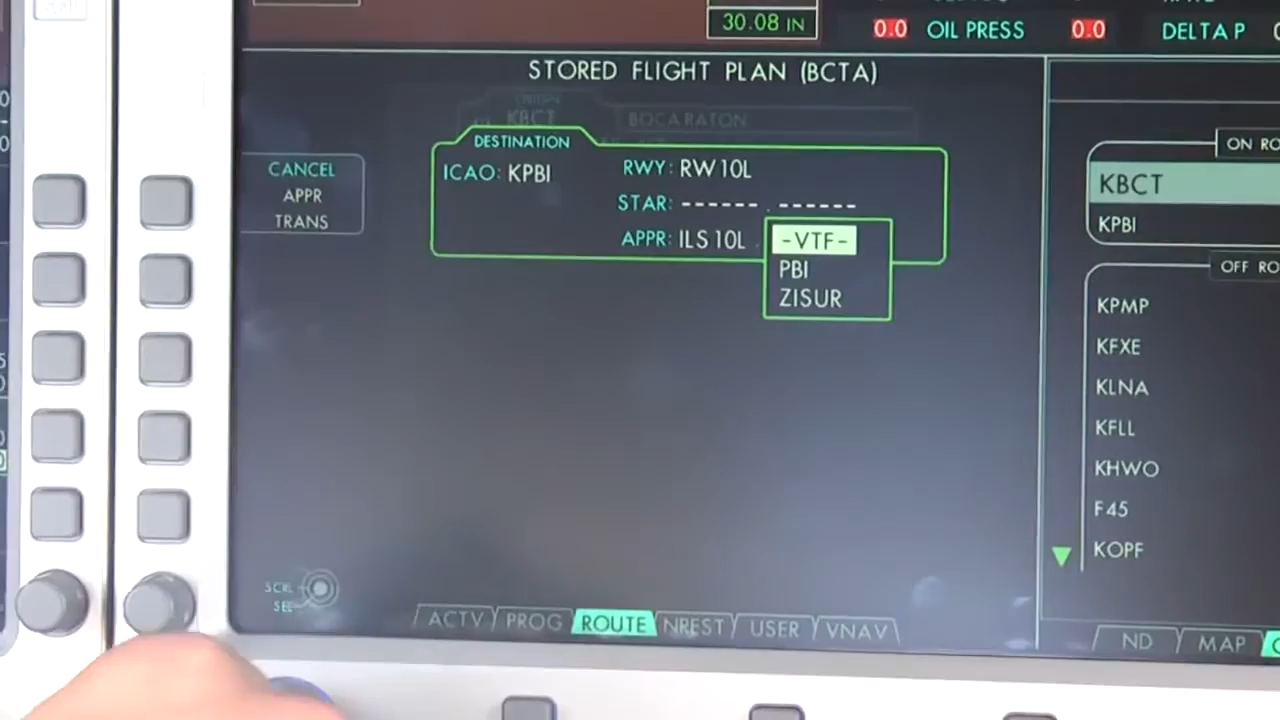 30.08 IN
0.0 OIL PRESS 0.0 DELTA P
STORED FLIGHT PLAN (BCTA)
KBCT BOCA RATON
DESTINATION
ICAO: KPBI RWY: RW 10L
STAR: ------ . ------
APPR: ILS 10L . -VTF-
PBI
ZISUR
CANCEL
APPR
TRANS
ON RO
KBCT
KPBI
OFF RO
KPMP
KFXE
KLNA
KFLL
KHWO
F45
KOPF
SCRL
SEL
ACTV PROG ROUTE NREST USER VNAV
ND MAP